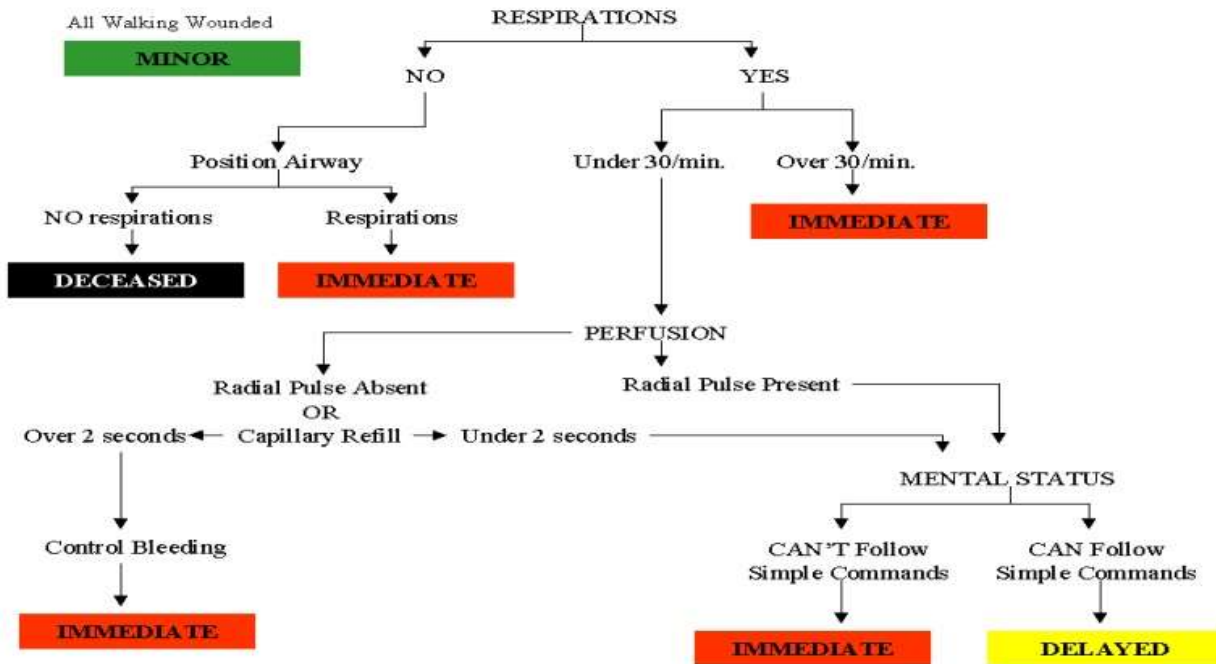 All Walking Wounded
MINOR
RESPIRATIONS
NO
YES
Position Airway
Under 30/min.
Over 30/min.
NO respirations
Respirations
IMMEDIATE
DECEASED
IMMEDIATE
PERFUSION
Radial Pulse Absent
OR
Radial Pulse Present
Over 2 seconds
Capillary Refill
Under 2 seconds
MENTAL STATUS
Control Bleeding
CAN'T Follow
Simple Commands
CAN Follow
Simple Commands
IMMEDIATE
IMMEDIATE
DELAYED